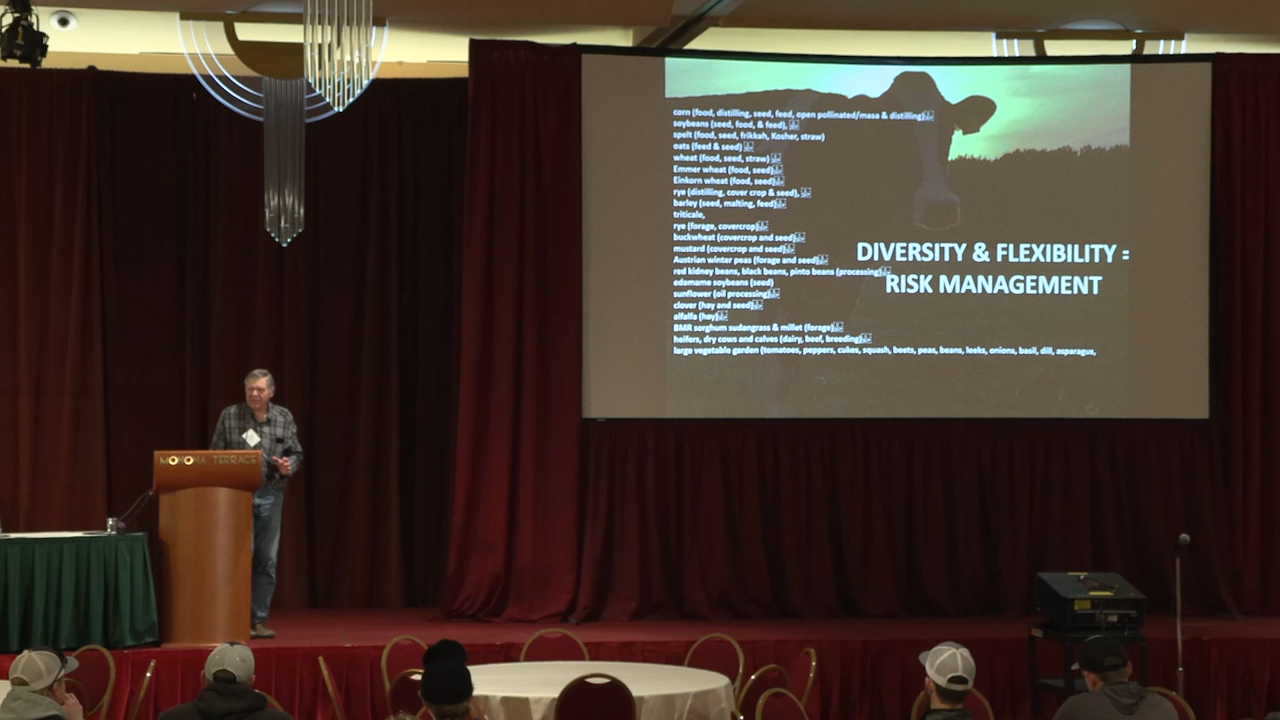 corn (food, distilling, seed, feed, open pollinated/masa & distilling)
soybeans (seed, food, & feed),
spelt (food, seed, frikkah, Kosher, straw)
oats (feed & seed)
wheat (food, seed, straw)
Emmer wheat (food, seed)
Einkorn wheat (food, seed)
rye (distilling, cover crop & seed),
barley (seed, malting, feed)
triticale,
rye (forage, covercrop)
buckwheat (covercrop and seed)
mustard (covercrop and seed)
Austrian winter peas (forage and seed)
red kidney beans, black beans, pinto beans (processing)
edamame soybeans (seed)
sunflower (oil processing)
clover (hay and seed)
alfalfa (hay)
BMR sorghum sudangrass & millet (forage)
heifers, dry cows and calves (dairy, beef, breeding)
large vegetable garden (tomatoes, peppers, cukes, squash, beets, peas, beans, leeks, onions, basil, dill, asparagus,
DIVERSITY & FLEXIBILITY =
RISK MANAGEMENT
MONONA TERRACE